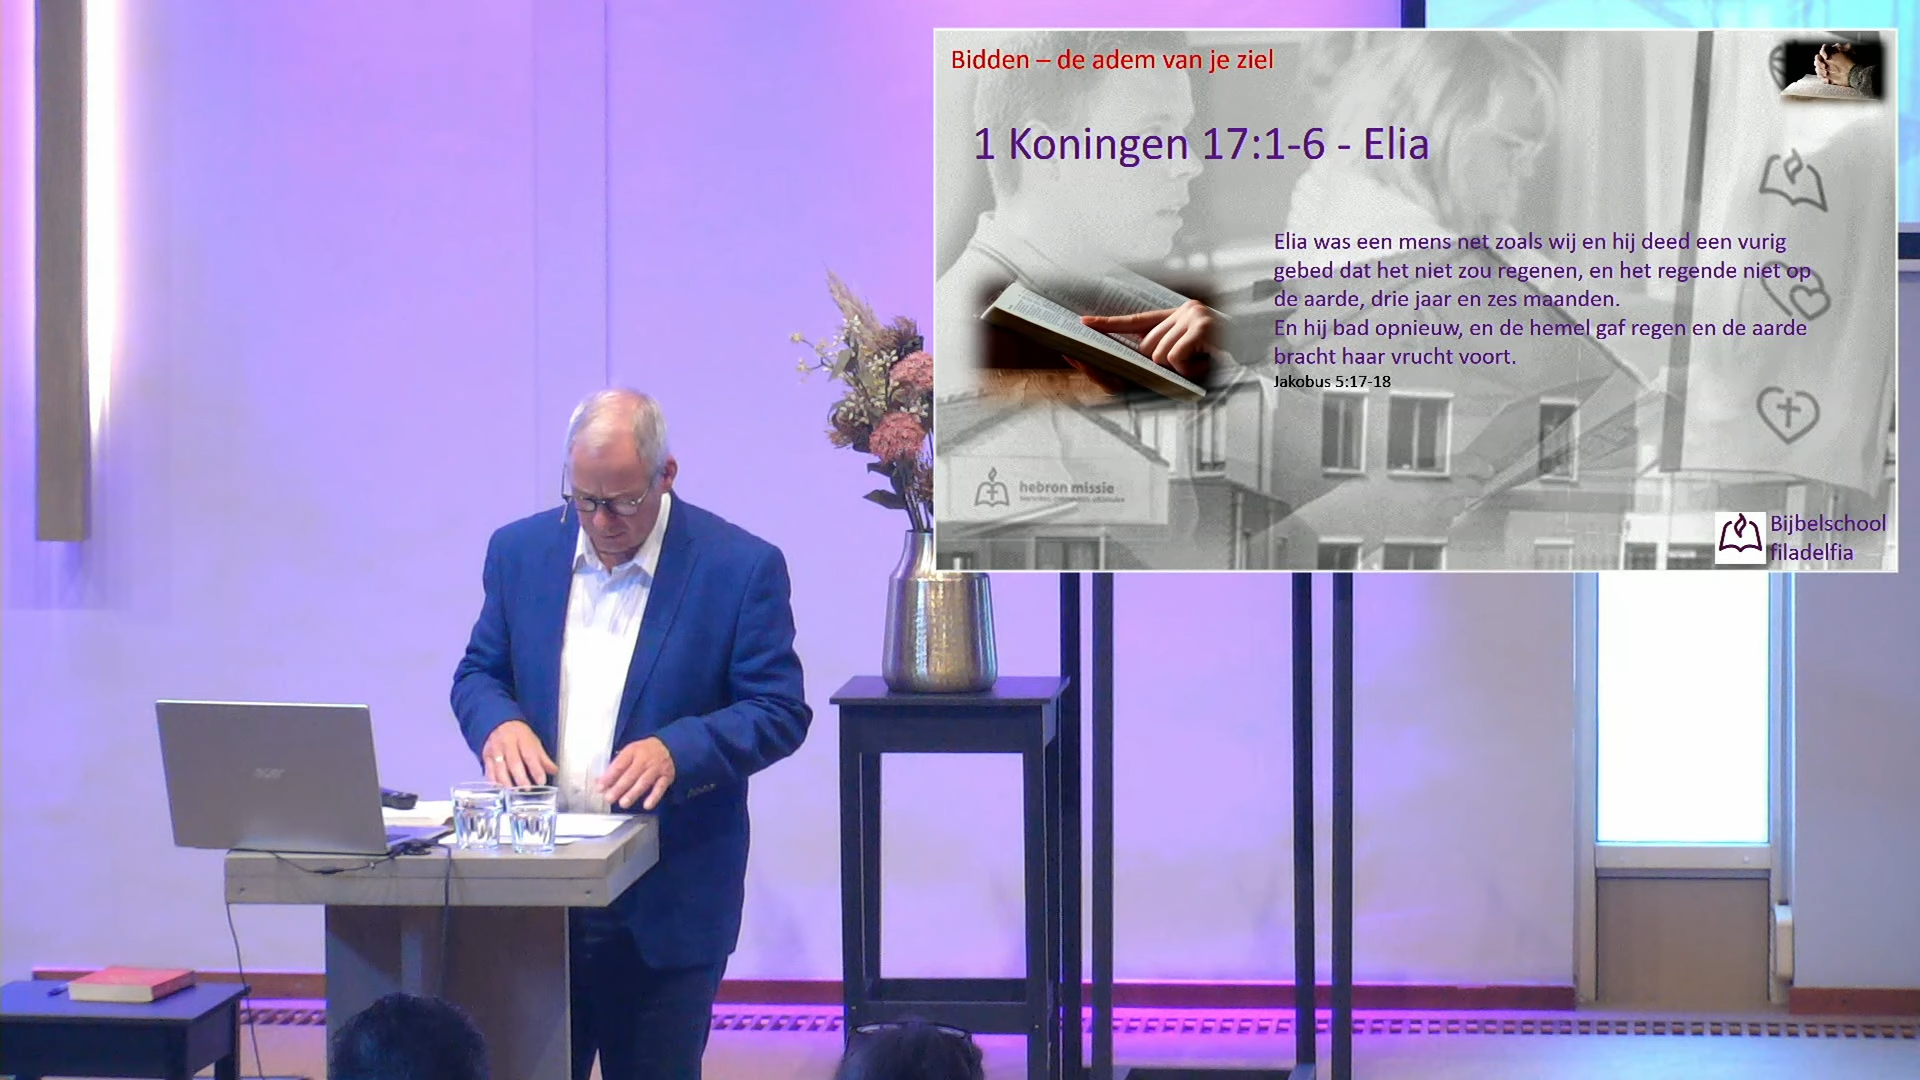 Bidden – de adem van je ziel
1 Koningen 17:1-6 - Elia
Elia was een mens net zoals wij en hij deed een vurig
gebed dat het niet zou regenen, en het regende niet op
de aarde, drie jaar en zes maanden.
En hij bad opnieuw, en de hemel gaf regen en de aarde
bracht haar vrucht voort.
Jakobus 5:17-18
hebron missie
Bijbelschool
filadelfia
acer